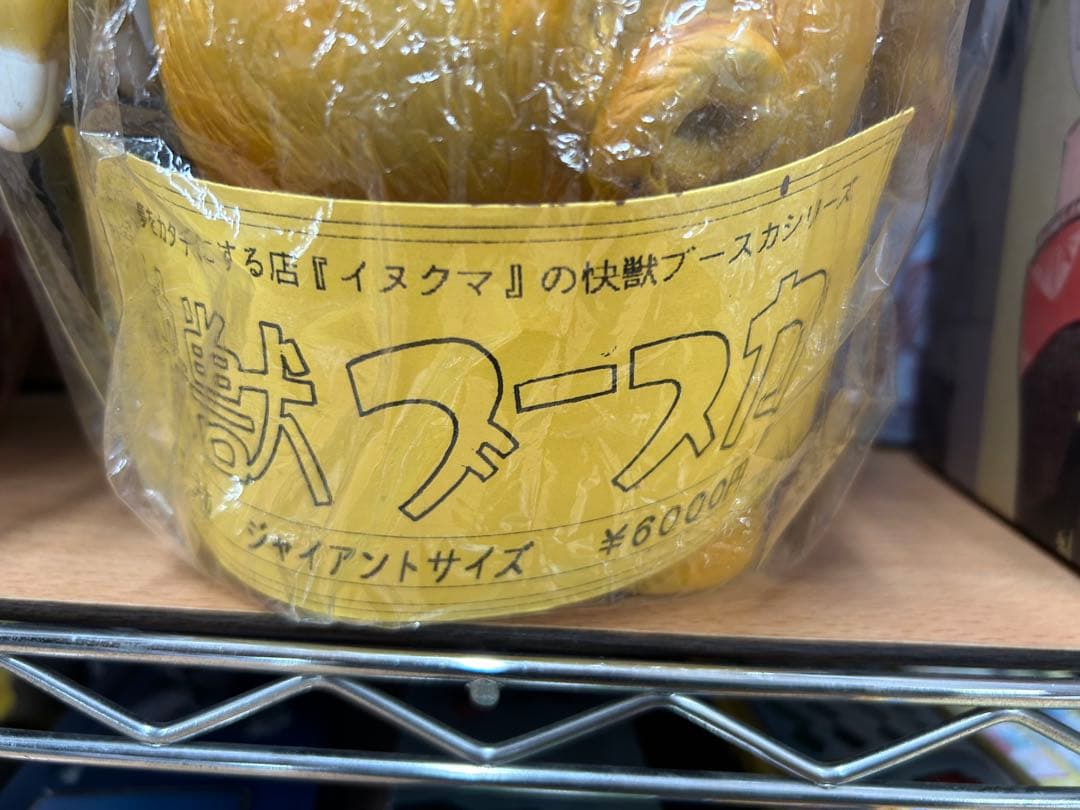 をカタチにする店『イヌクマ』の快獣ブースカシリーズ
獣ブースカ
ジャイアントサイズ ¥6000円